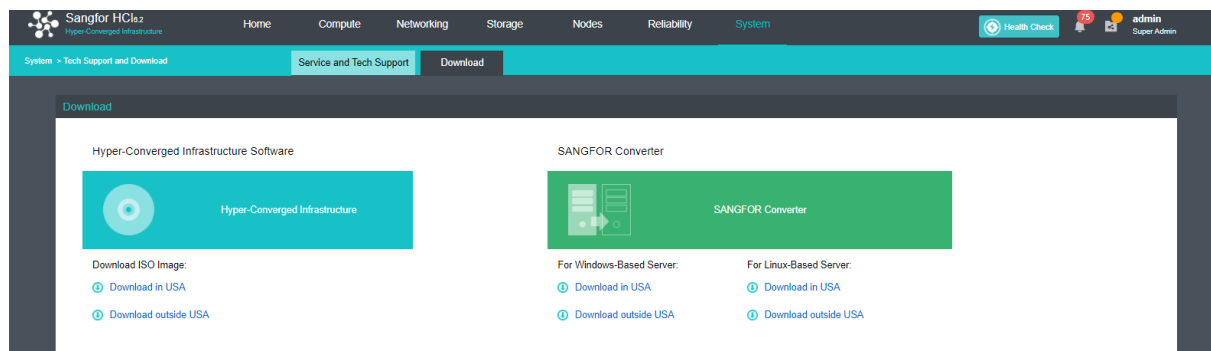 Sangfor HCI6.2
Hyper-Converged Infrastructure
Home Compute Networking Storage Nodes Reliability System
Health Check
75
admin
Super Admin
System > Tech Support and Download
Service and Tech Support Download
Download
Hyper-Converged Infrastructure Software
Hyper-Converged Infrastructure
Download ISO Image:
Download in USA
Download outside USA
SANGFOR Converter
SANGFOR Converter
For Windows-Based Server: For Linux-Based Server:
Download in USA Download in USA
Download outside USA Download outside USA